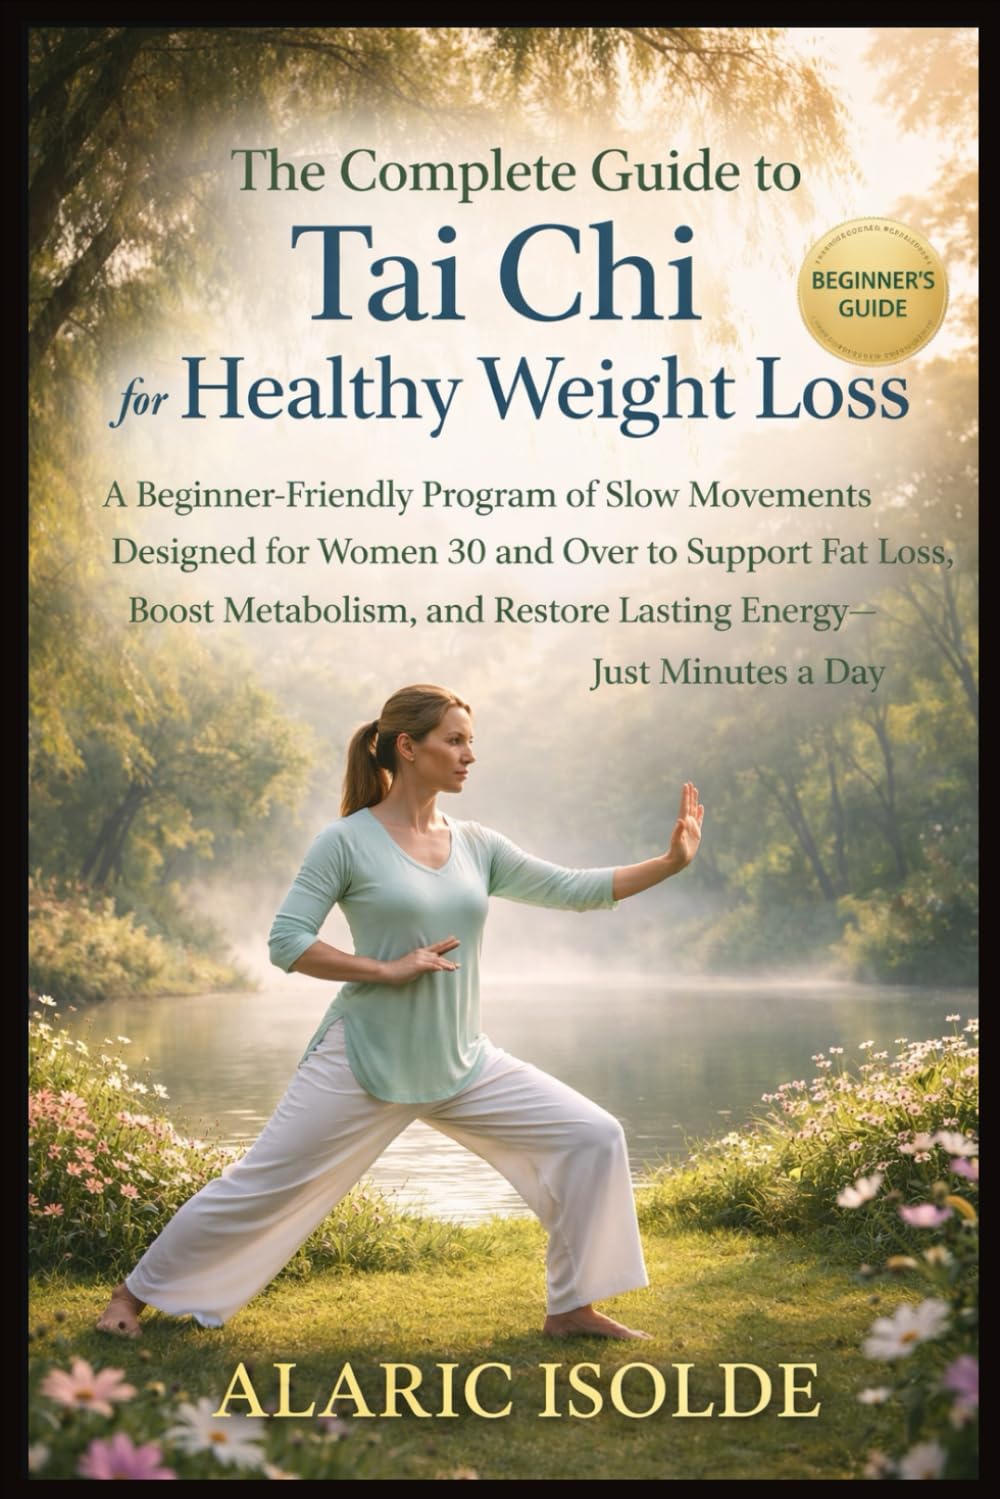 The Complete Guide to
Tai Chi
BEGINNER'S
GUIDE
for Healthy Weight Loss
A Beginner-Friendly Program of Slow Movements
Designed for Women 30 and Over to Support Fat Loss,
Boost Metabolism, and Restore Lasting Energy—
Just Minutes a Day
ALARIC ISOLDE